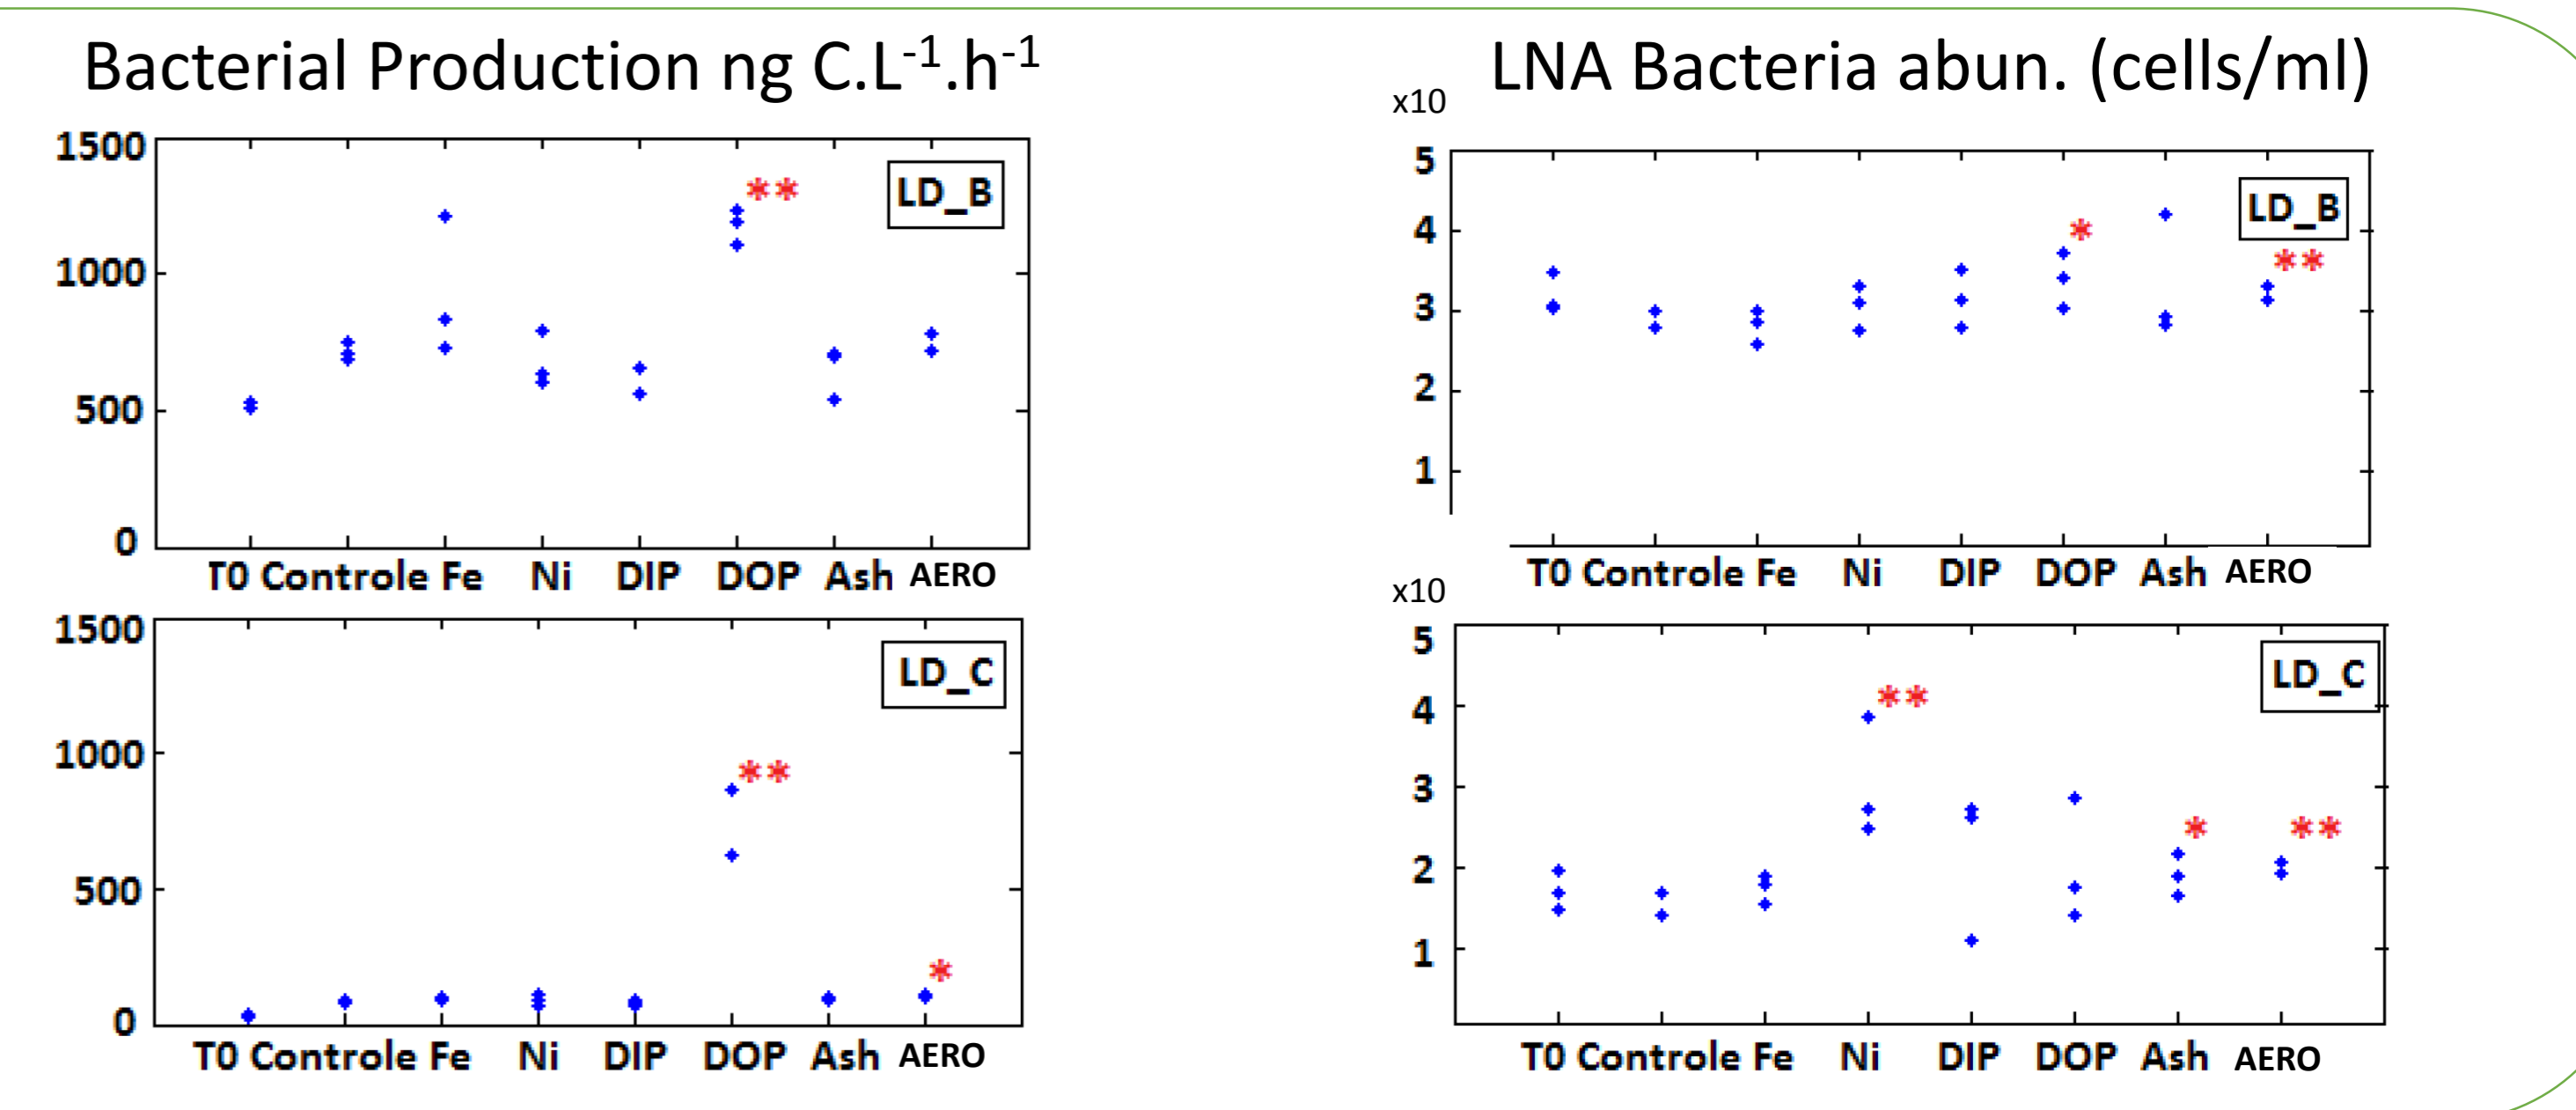 Bacterial Production ng C.L-1.h-1
1500
1000
500
0
LD_B
**
T0 Controle Fe Ni DIP DOP Ash AERO
1500
1000
500
0
LD_C
**
*
T0 Controle Fe Ni DIP DOP Ash AERO
LNA Bacteria abun. (cells/ml)
x10
5
4
3
2
1
LD_B
*
**
T0 Controle Fe Ni DIP DOP Ash AERO
x10
5
4
3
2
1
LD_C
**
*
**
T0 Controle Fe Ni DIP DOP Ash AERO